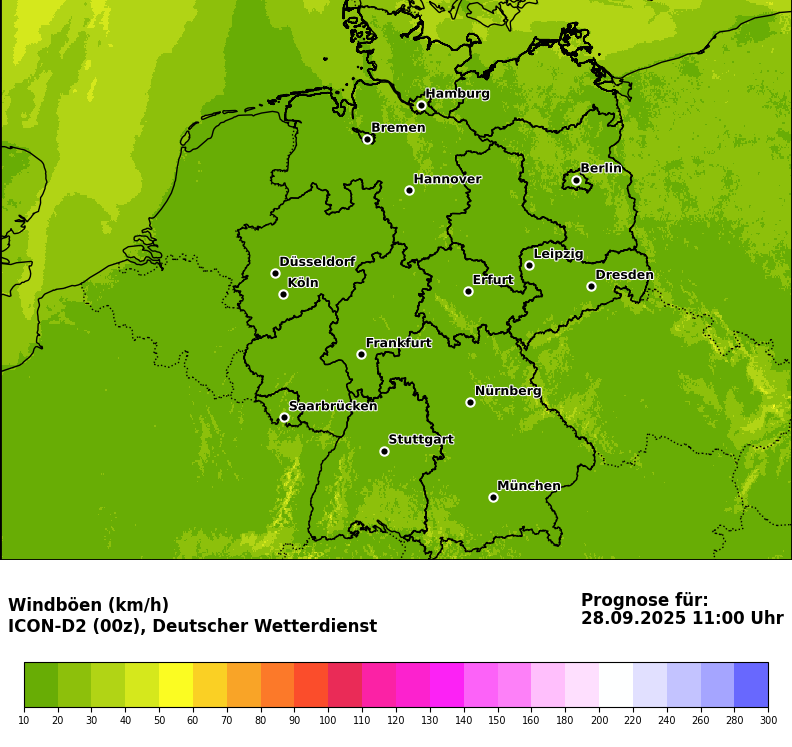 Hamburg
Bremen
Hannover
Berlin
Düsseldorf
Leipzig
Köln
Erfurt
Dresden
Frankfurt
Nürnberg
Saarbrücken
Stuttgart
München
Windböen (km/h)
ICON-D2 (00z), Deutscher Wetterdienst
Prognose für:
28.09.2025 11:00 Uhr
10 20 30 40 50 60 70 80 90 100 110 120 130 140 150 160 180 200 220 240 260 280 300